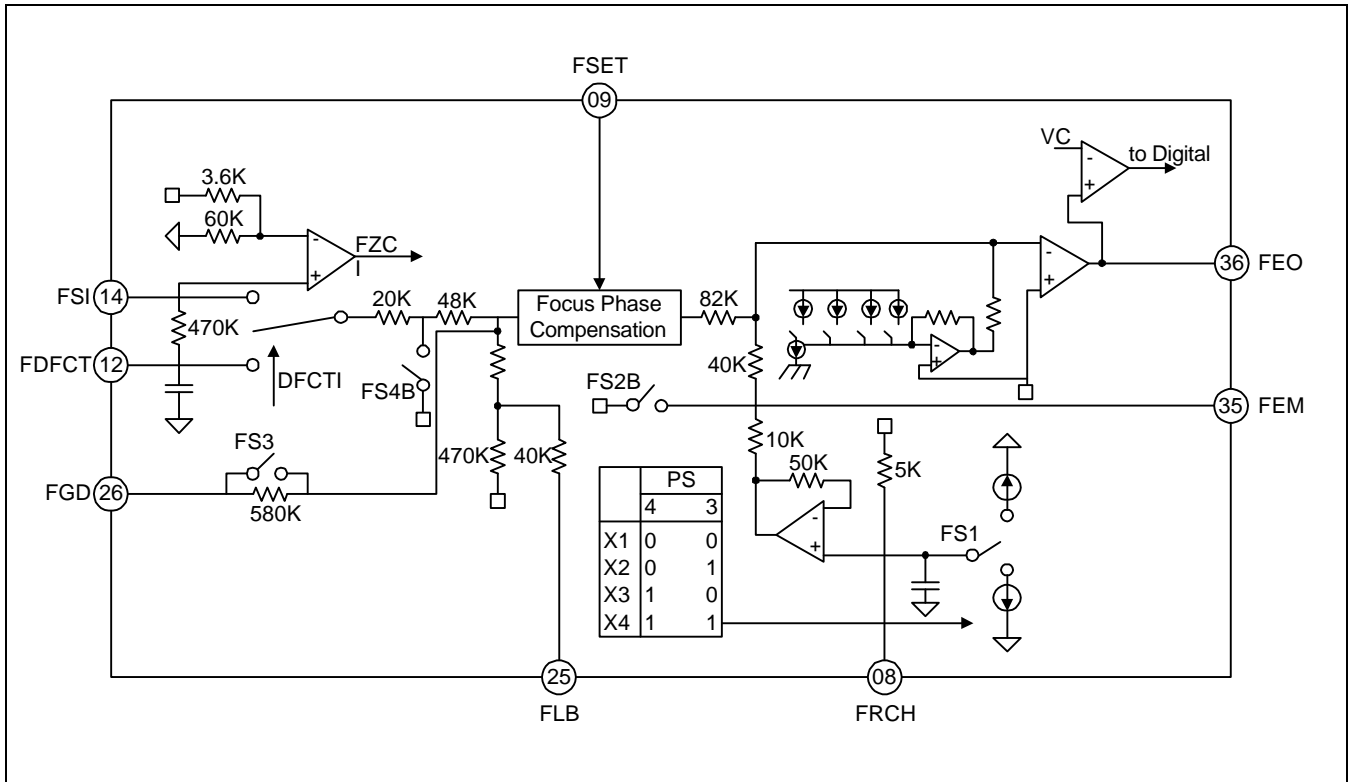 FSET
09
VC
-
to Digital
+
3.6K
60K
-
FZC
+
I
-
+
36 FEO
FSI 14
470K
20K
48K
Focus Phase
Compensation
82K
FDFCT 12
DFCTI
FS4B
40K
-
+
FS2B
35 FEM
FS3
470K
40K
10K
5K
FGD 26
580K
50K
PS
4 3
X1 0 0
X2 0 1
X3 1 0
X4 1 1
-
+
FS1
25
FLB
08
FRCH